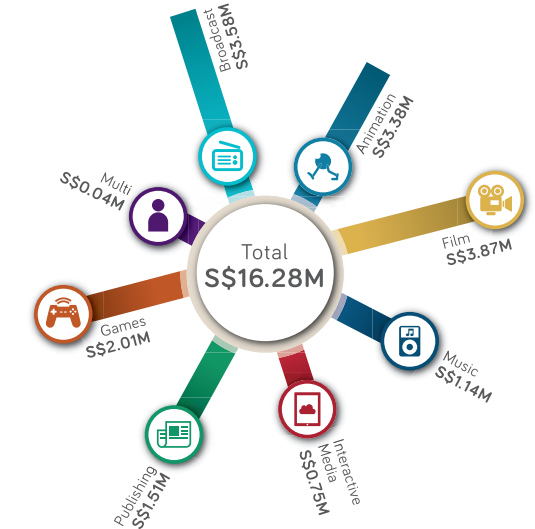 Broadcast
S$3.58M
Animation
S$3.38M
Film
S$3.87M
Music
S$1.14M
Interactive
Media
S$0.75M
Publishing
S$1.51M
Games
S$2.01M
Multi
S$0.04M
Total
S$16.28M